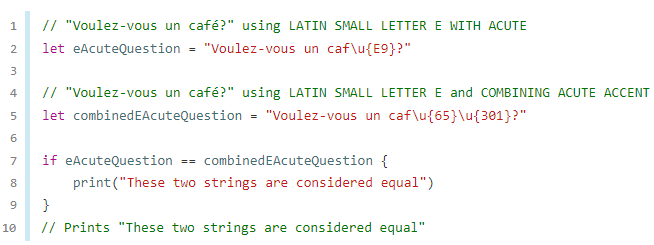 1 // "Voulez-vous un café?" using LATIN SMALL LETTER E WITH ACUTE
2 let eAcuteQuestion = "Voulez-vous un caf\u{E9}?"
3
4 // "Voulez-vous un café?" using LATIN SMALL LETTER E and COMBINING ACUTE ACCENT
5 let combinedEAcuteQuestion = "Voulez-vous un caf\u{65}\u{301}?"
6
7 if eAcuteQuestion == combinedEAcuteQuestion {
8     print("These two strings are considered equal")
9 }
10 // Prints "These two strings are considered equal"